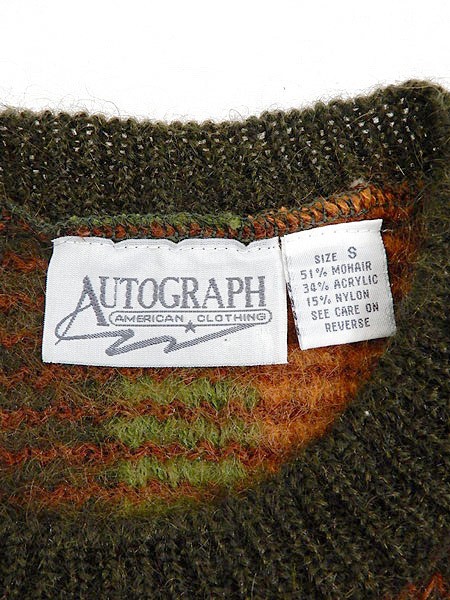 AUTOGRAPH
AMERICAN CLOTHING
SIZE S
51% MOHAIR
34% ACRYLIC
15% NYLON
SEE CARE ON
REVERSE